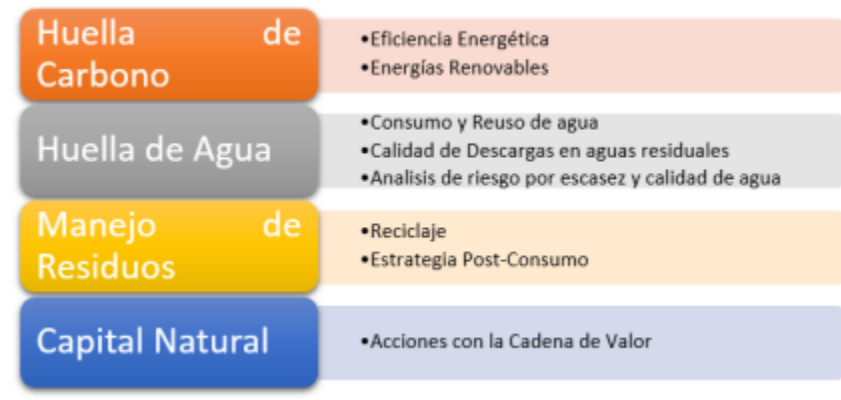 Huella de
Carbono
•Eficiencia Energética
•Energías Renovables
Huella de Agua
•Consumo y Reuso de agua
•Calidad de Descargas en aguas residuales
•Analisis de riesgo por escasez y calidad de agua
Manejo de
Residuos
•Reciclaje
•Estrategia Post-Consumo
Capital Natural
•Acciones con la Cadena de Valor